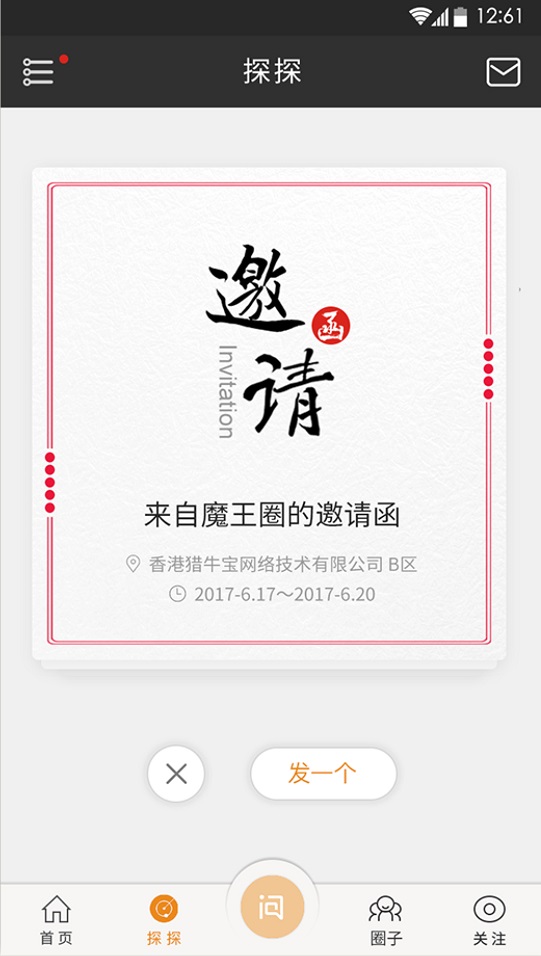 12:61
探探
邀
函
请
Invitation
来自魔王圈的邀请函
香港猎牛宝网络技术有限公司 B区
2017-6.17～2017-6.20
发一个
问
首页
探探
圈子
关注